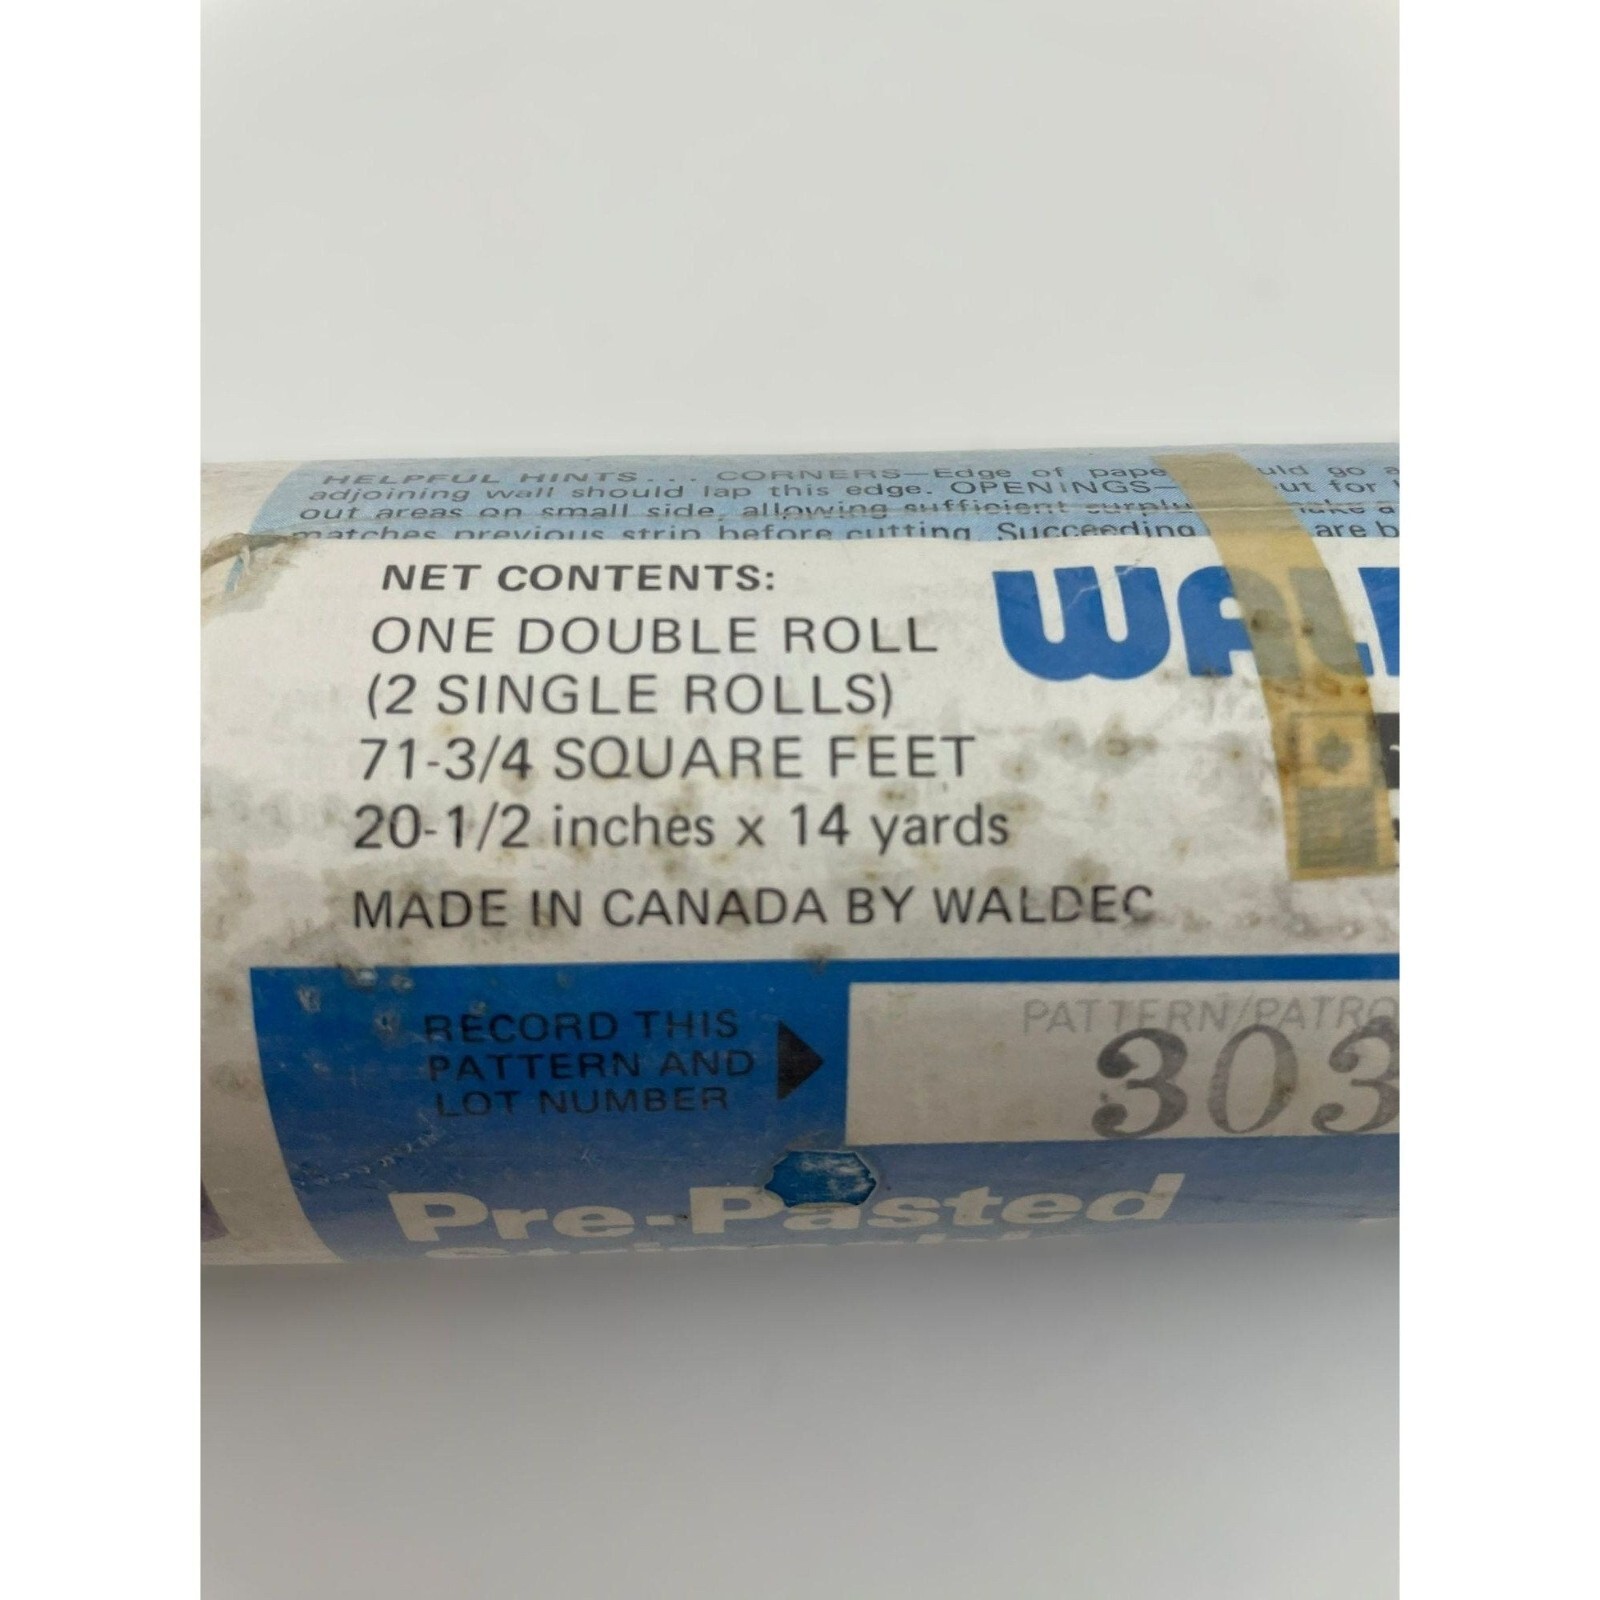 HELPFUL HINTS... CORNERS—Edge of
adjoining wall should lap this edge. OPENINGS—
out areas on small side, allowing sufficient
matches previous strip before cutting. Succeeding are
NET CONTENTS:
ONE DOUBLE ROLL
(2 SINGLE ROLLS)
71-3/4 SQUARE FEET
20-1/2 inches x 14 yards
MADE IN CANADA BY WALDEC
RECORD THIS
PATTERN AND
LOT NUMBER
PATTERN/PATRO
303
Pre-Pasted